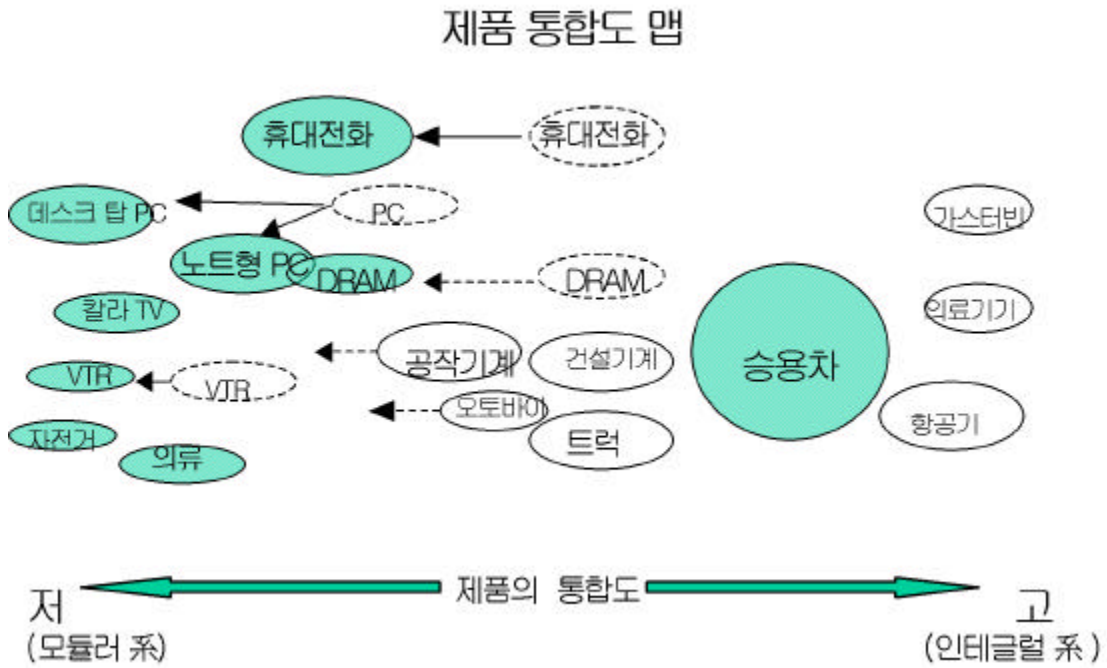 제품 통합도 맵
휴대전화
휴대전화
데스크 탑 PC
PC
가스터빈
노트형 PC
DRAM
DRAM
칼라 TV
의료기기
공작기계
건설기계
승용차
VTR
VTR
오토바이
항공기
자전거
트럭
의류
저
제품의 통합도
고
(모듈러 系)
(인테글럴 系)